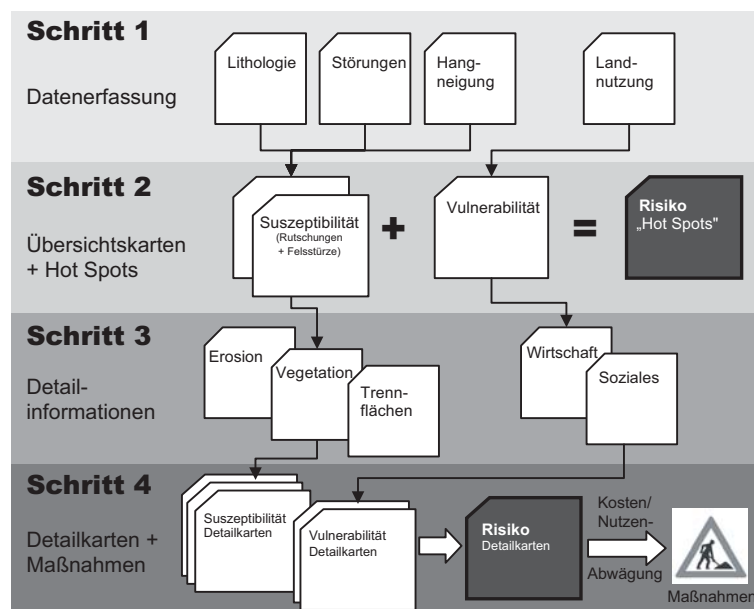 Schritt 1
Datenerfassung
Lithologie
Störungen
Hang-
neigung
Land-
nutzung
Schritt 2
Übersichtskarten
+ Hot Spots
Suszeptibilität
(Rutschungen
+ Felsstürze)
+
Vulnerabilität
=
Risiko
„Hot Spots"
Schritt 3
Detail-
informationen
Erosion
Vegetation
Trenn-
flächen
Wirtschaft
Soziales
Schritt 4
Detailkarten +
Maßnahmen
Suszeptibilität
Detailkarten
Vulnerabilität
Detailkarten
Risiko
Detailkarten
Kosten/
Nutzen-
Abwägung
Maßnahmen